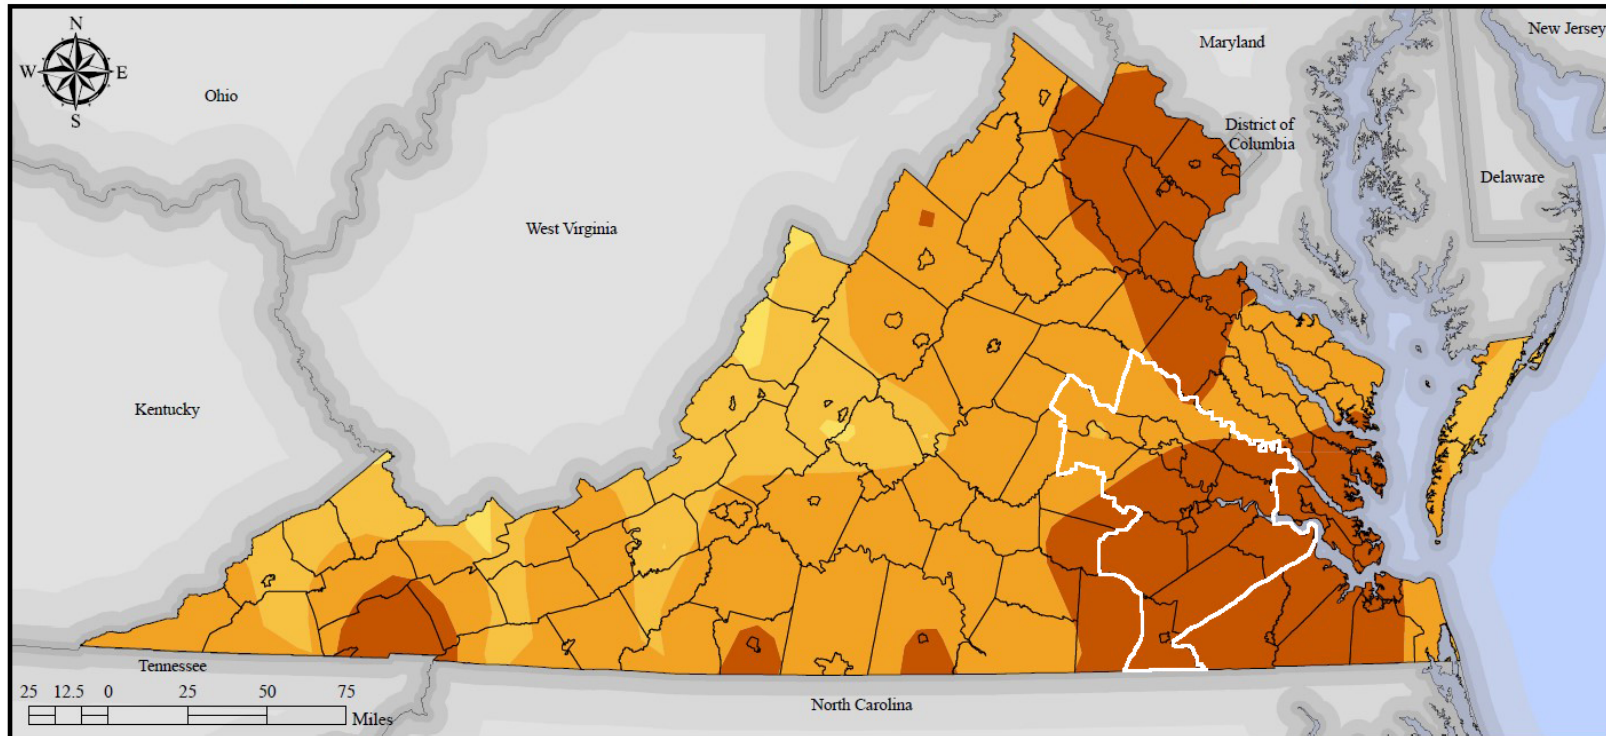 N
W E
S
Ohio
Maryland
New Jersey
District of
Columbia
Delaware
West Virginia
Kentucky
Tennessee
North Carolina
25 12.5 0 25 50 75
Miles